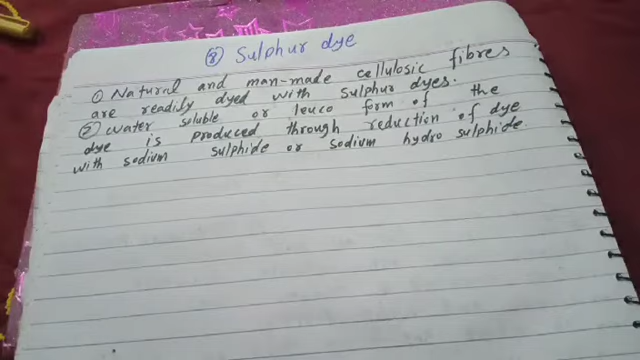 ⑧ Sulphur dye
① Natural and man-made cellulosic fibres
are readily dyed with sulphur dyes.
② Water soluble or leuco form of the
dye is produced through reduction of dye
with sodium sulphide or sodium hydro sulphide.